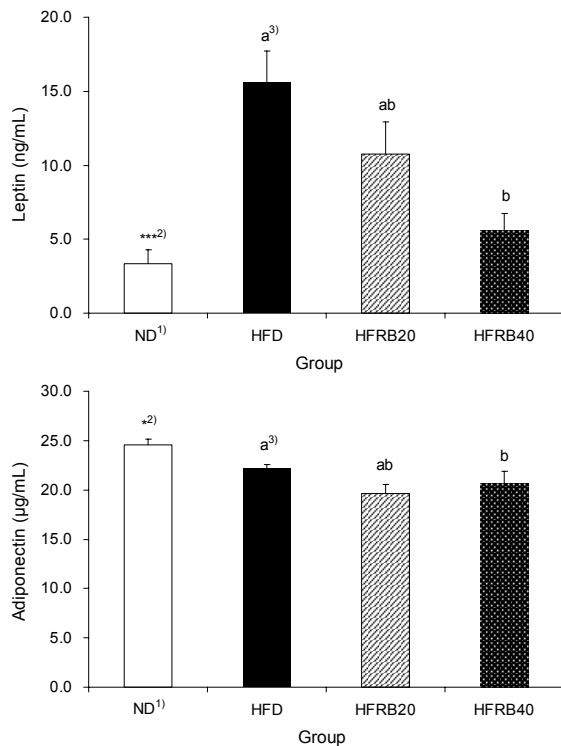 20.0
a3)
15.0
ab
Leptin (ng/mL)
10.0
b
5.0
***2)
0.0
ND1) HFD HFRB20 HFRB40
Group
30.0
*2)
25.0
a3)
ab
b
20.0
Adiponectin (μg/mL)
15.0
10.0
5.0
0.0
ND1) HFD HFRB20 HFRB40
Group